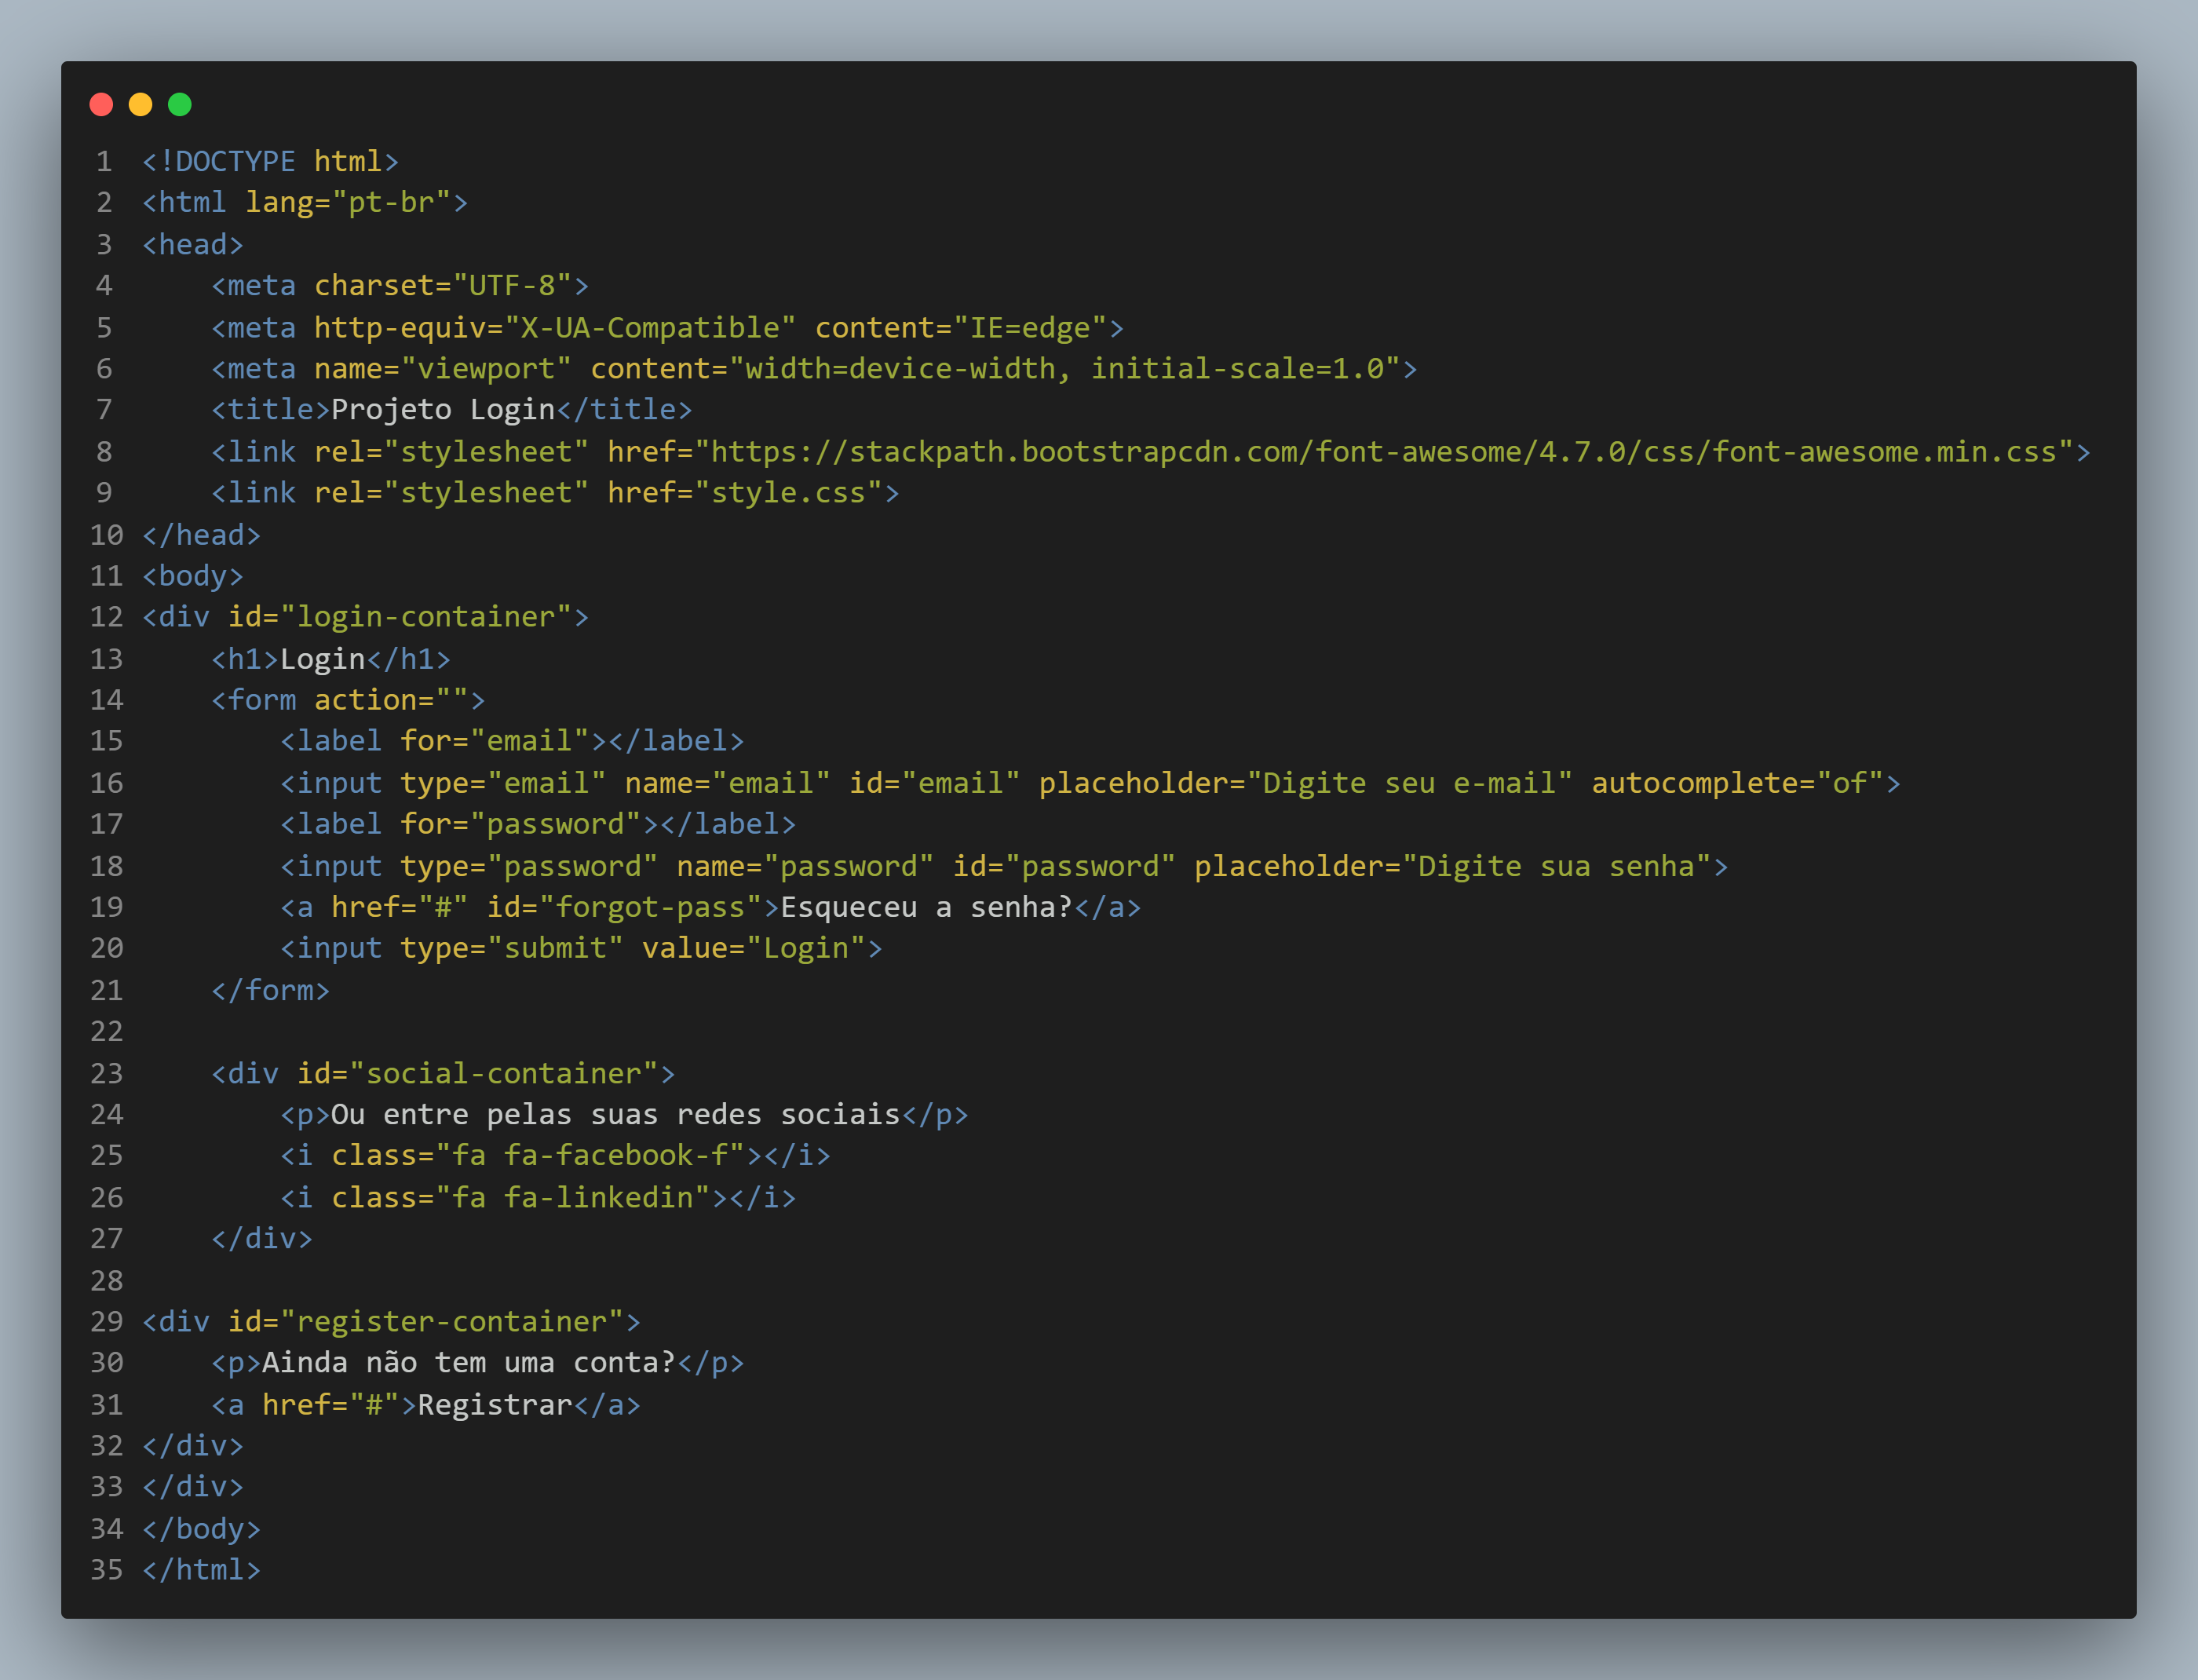 1 <!DOCTYPE html>
2 <html lang="pt-br">
3 <head>
4     <meta charset="UTF-8">
5     <meta http-equiv="X-UA-Compatible" content="IE=edge">
6     <meta name="viewport" content="width=device-width, initial-scale=1.0">
7     <title>Projeto Login</title>
8     <link rel="stylesheet" href="https://stackpath.bootstrapcdn.com/font-awesome/4.7.0/css/font-awesome.min.css">
9     <link rel="stylesheet" href="style.css">
10 </head>
11 <body>
12 <div id="login-container">
13     <h1>Login</h1>
14     <form action="">
15         <label for="email"></label>
16         <input type="email" name="email" id="email" placeholder="Digite seu e-mail" autocomplete="of">
17         <label for="password"></label>
18         <input type="password" name="password" id="password" placeholder="Digite sua senha">
19         <a href="#" id="forgot-pass">Esqueceu a senha?</a>
20         <input type="submit" value="Login">
21     </form>
22
23     <div id="social-container">
24         <p>Ou entre pelas suas redes sociais</p>
25         <i class="fa fa-facebook-f"></i>
26         <i class="fa fa-linkedin"></i>
27     </div>
28
29 <div id="register-container">
30     <p>Ainda não tem uma conta?</p>
31     <a href="#">Registrar</a>
32 </div>
33 </div>
34 </body>
35 </html>